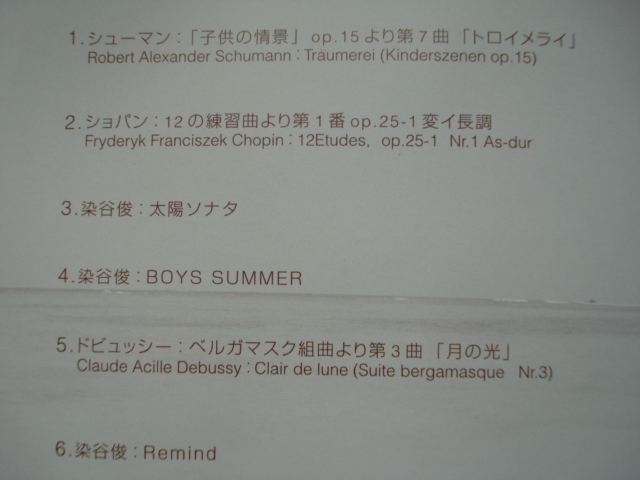 1.シューマン:「子供の情景」 op.15 より第 7 曲 「トロイメライ」
Robert Alexander Schumann : Traumerei (Kinderszenen op.15)
2.ショパン:12 の練習曲より第 1 番 op.25-1 変イ長調
Fryderyk Franciszek Chopin : 12Etudes, op.25-1 Nr.1 As-dur
3.染谷俊:太陽ソナタ
4.染谷俊:BOYS SUMMER
5.ドビュッシー:ベルガマスク組曲より第 3 曲 「月の光」
Claude Acille Debussy : Clair de lune (Suite bergamasque Nr.3)
6.染谷俊:Remind